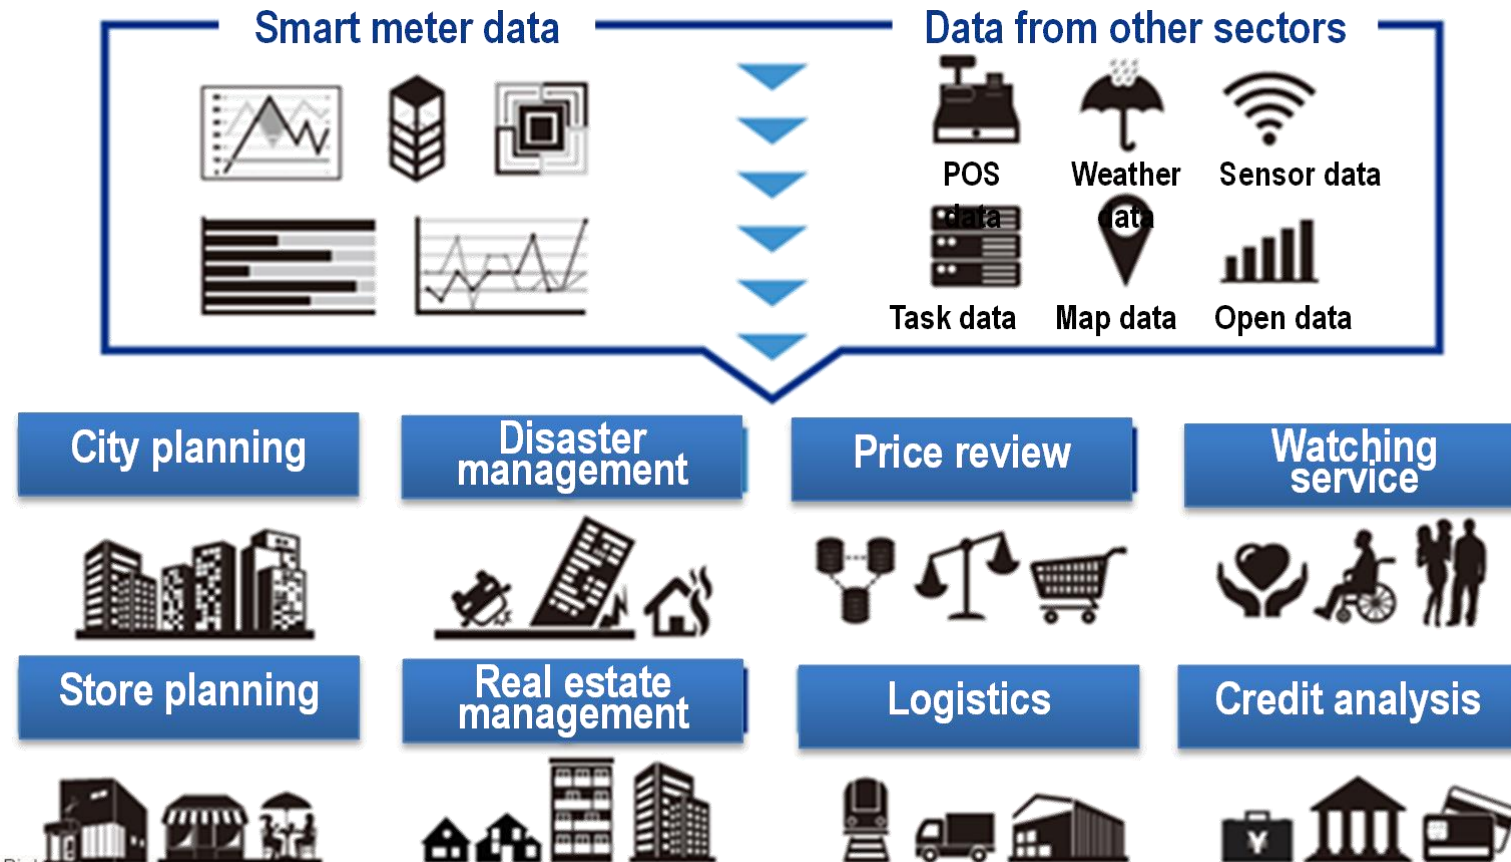 Smart meter data
Data from other sectors
POS
data
Weather
data
Sensor data
Task data
Map data
Open data
City planning
Disaster
management
Price review
Watching
service
Store planning
Real estate
management
Logistics
Credit analysis
¥